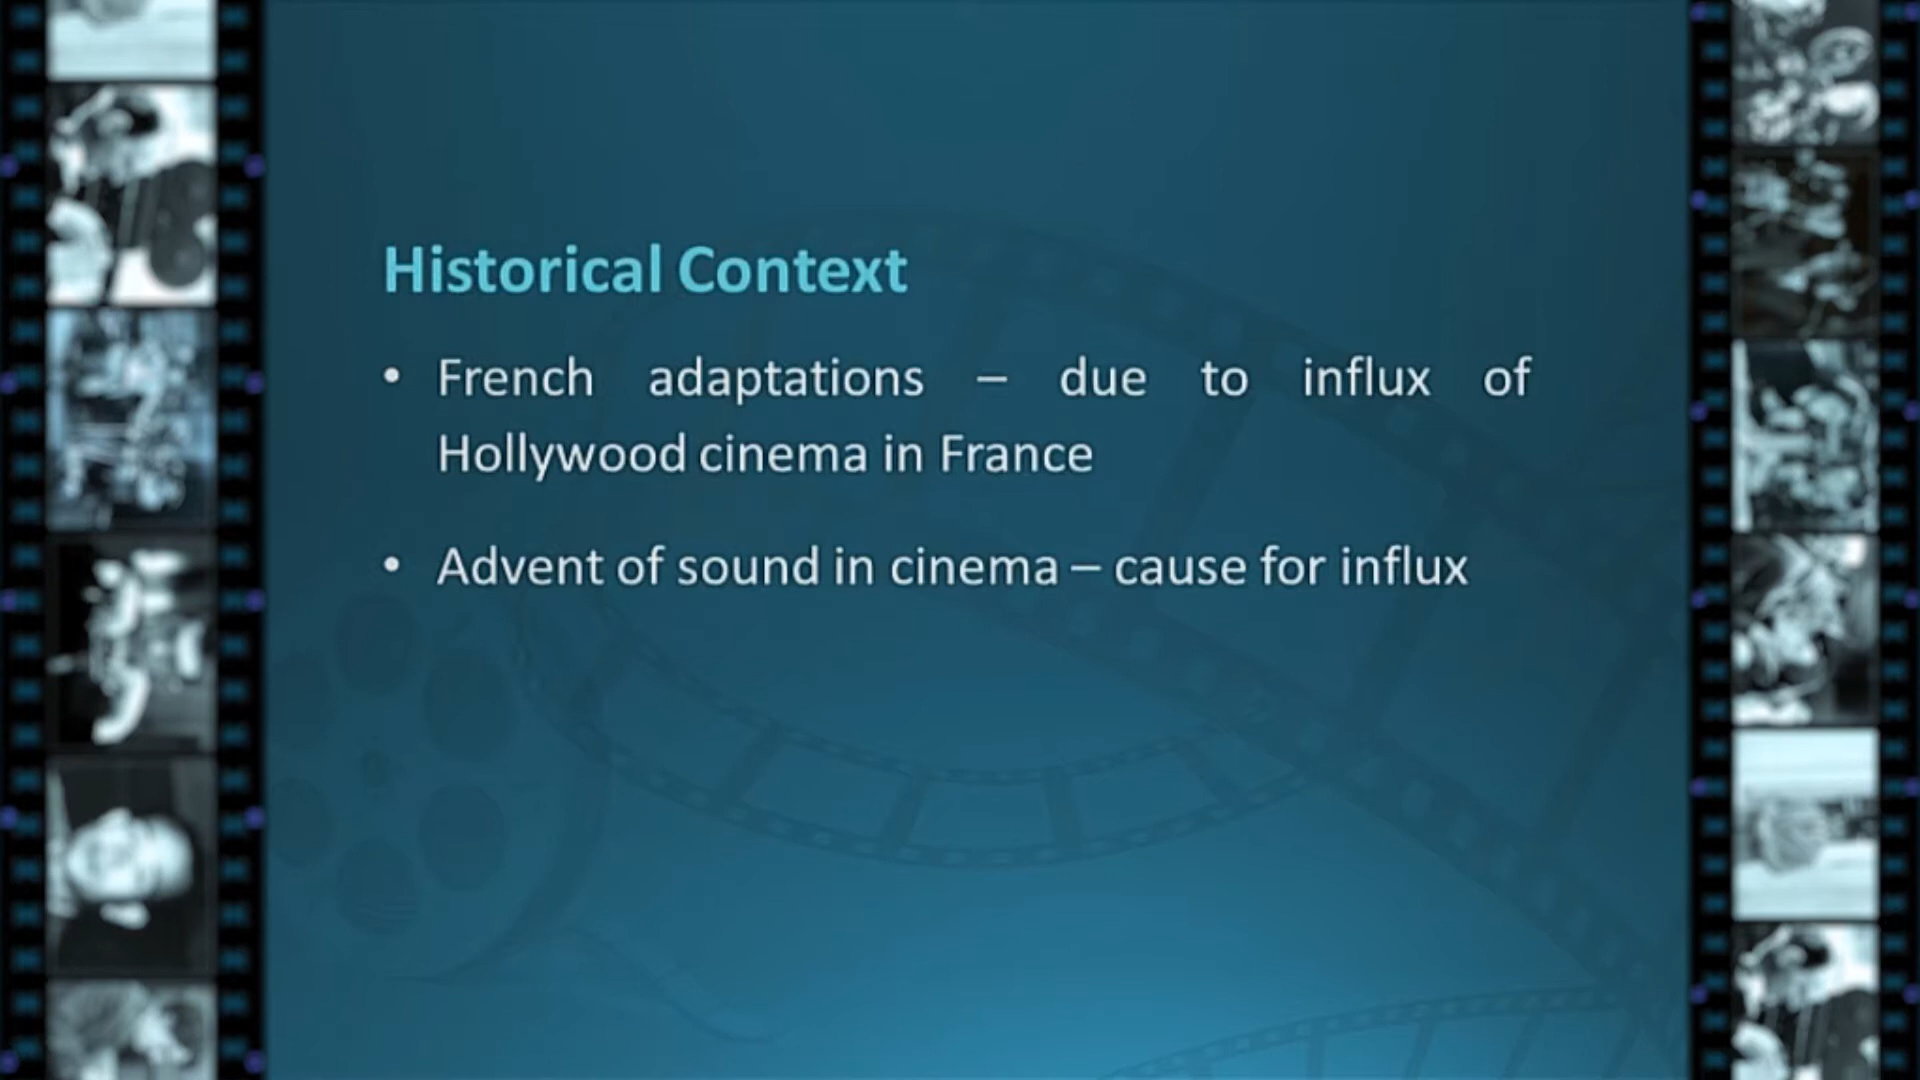 Historical Context
• French adaptations – due to influx of
Hollywood cinema in France
• Advent of sound in cinema – cause for influx